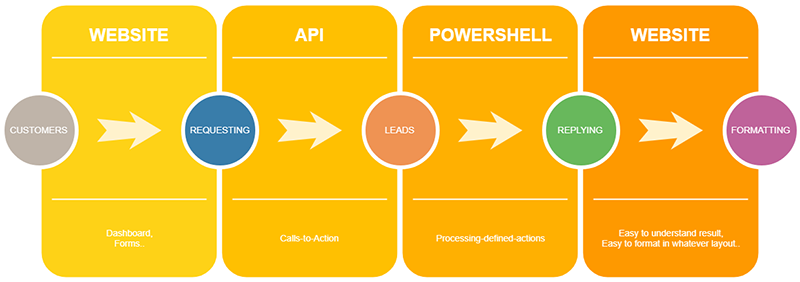 WEBSITE
API
POWERSHELL
WEBSITE
CUSTOMERS
REQUESTING
LEADS
REPLYING
FORMATTING
Dashboard,
Forms..
Calls-to-Action
Processing-defined-actions
Easy to understand result,
Easy to format in whatever layout..